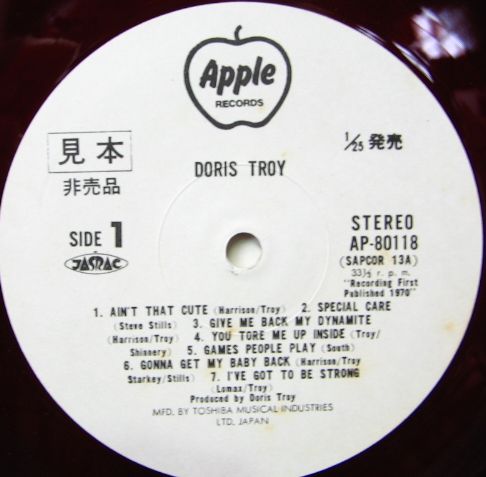 Apple
RECORDS
見本
非売品
1/25 発売
DORIS TROY
SIDE 1
JASRAC
STEREO
AP-80118
(SAPCOR 13A)
33⅓ r. p. m.
"Recording First
Published 1970"
1. AIN'T THAT CUTE (Harrison/Troy) 2. SPECIAL CARE
(Steve Stills) 3. GIVE ME BACK MY DYNAMITE
(Harrison/Troy) 4. YOU TORE ME UP INSIDE (Troy/
Shinnery) 5. GAMES PEOPLE PLAY (South)
6. GONNA GET MY BABY BACK (Harrison/Troy
Starkey/Stills) 7. I'VE GOT TO BE STRONG
(Lomax/Troy)
Produced by Doris Troy
MFD. BY TOSHIBA MUSICAL INDUSTRIES
LTD. JAPAN